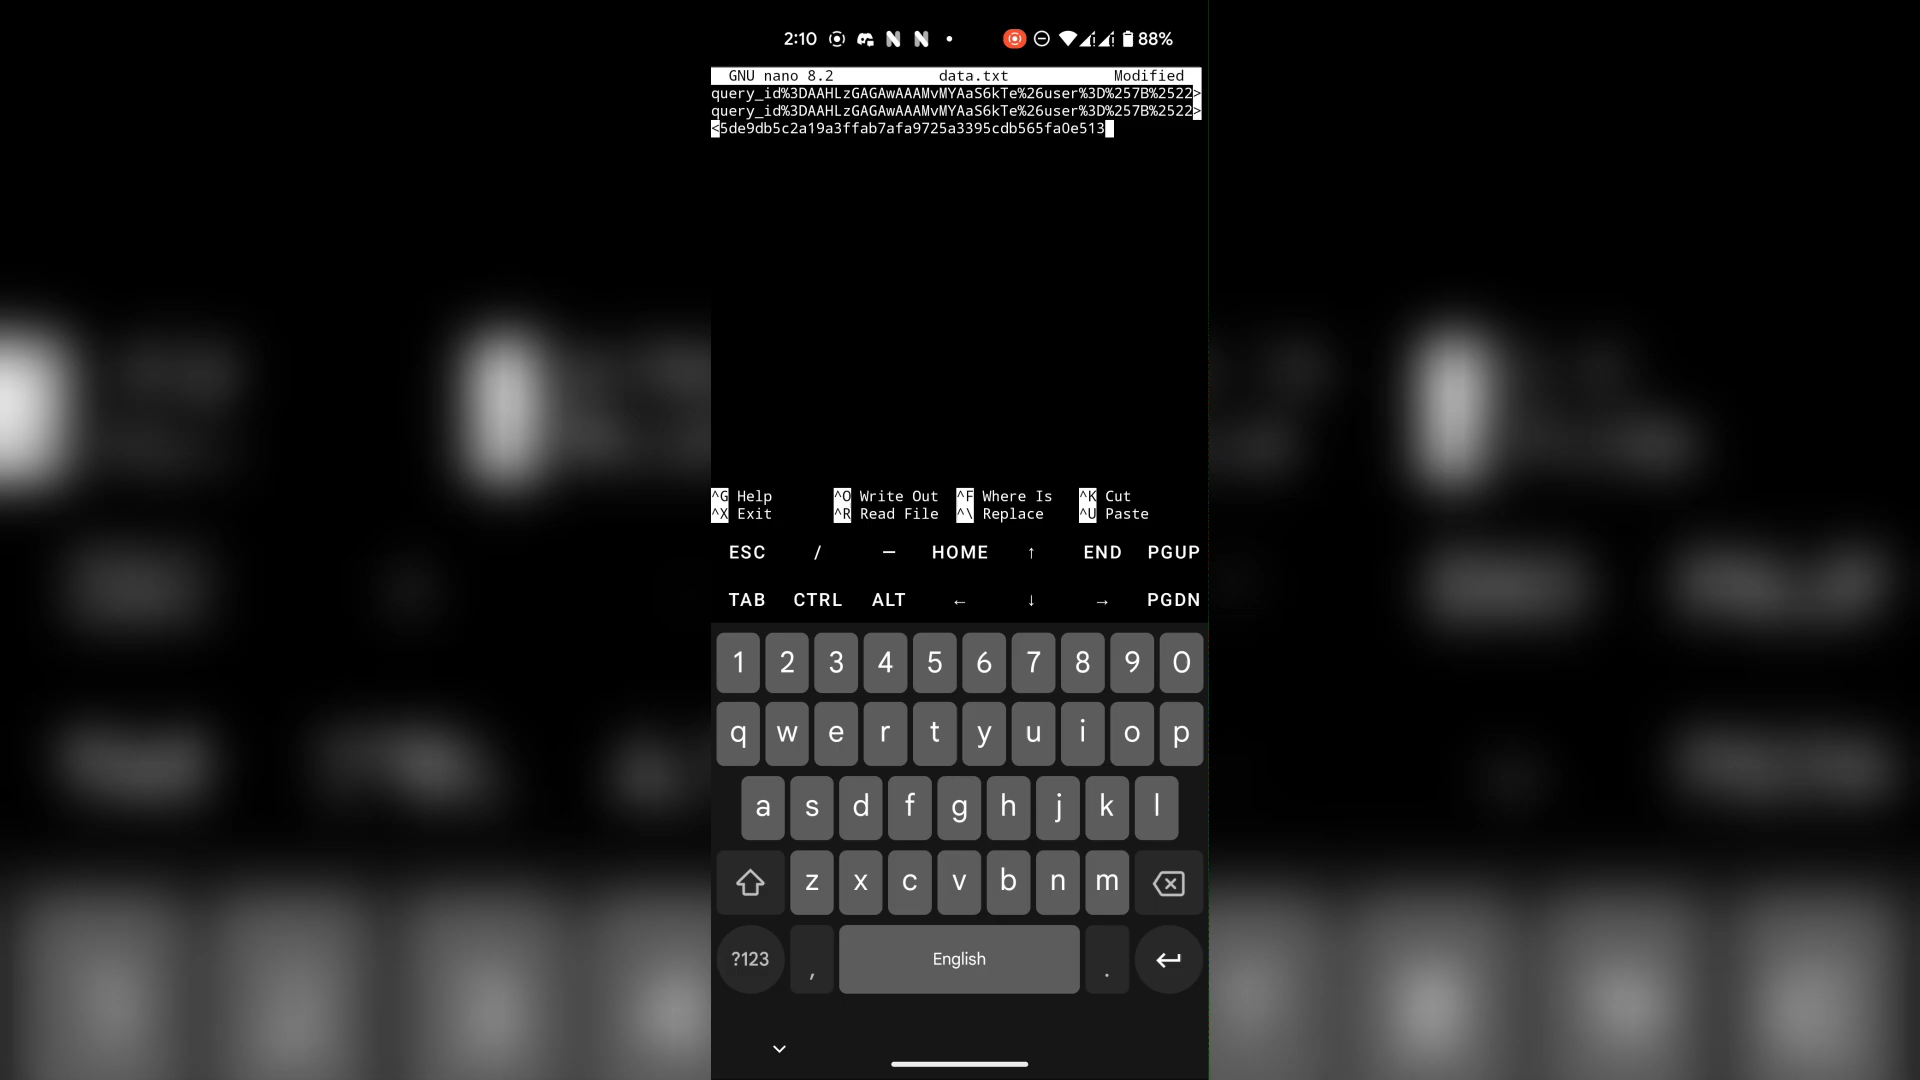 2:10 88%
GNU nano 8.2 data.txt Modified
query_id%3DAAHLzGAGAwAAAMvMYAaS6kTe%26user%3D%257B%2522>
query_id%3DAAHLzGAGAwAAAMvMYAaS6kTe%26user%3D%257B%2522>
<5de9db5c2a19a3ffab7afa9725a3395cdb565fa0e513
^G Help ^O Write Out ^F Where Is ^K Cut
^X Exit ^R Read File ^\ Replace ^U Paste
ESC / — HOME ↑ END PGUP
TAB CTRL ALT ← ↓ → PGDN
1 2 3 4 5 6 7 8 9 0
q w e r t y u i o p
a s d f g h j k l
z x c v b n m
?123 , English .